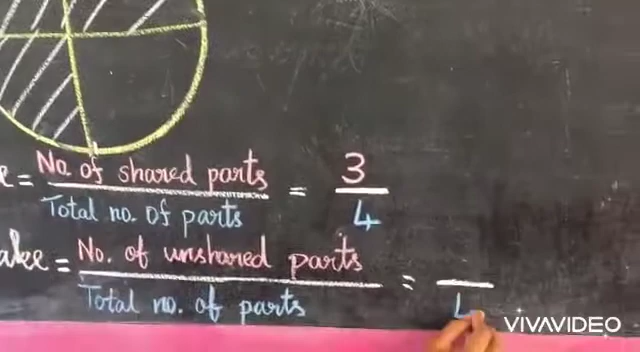 e = No. of shared parts / Total no. of parts = 3 / 4
ake = No. of unshared parts / Total no. of parts = / 4
VIVAVIDEO